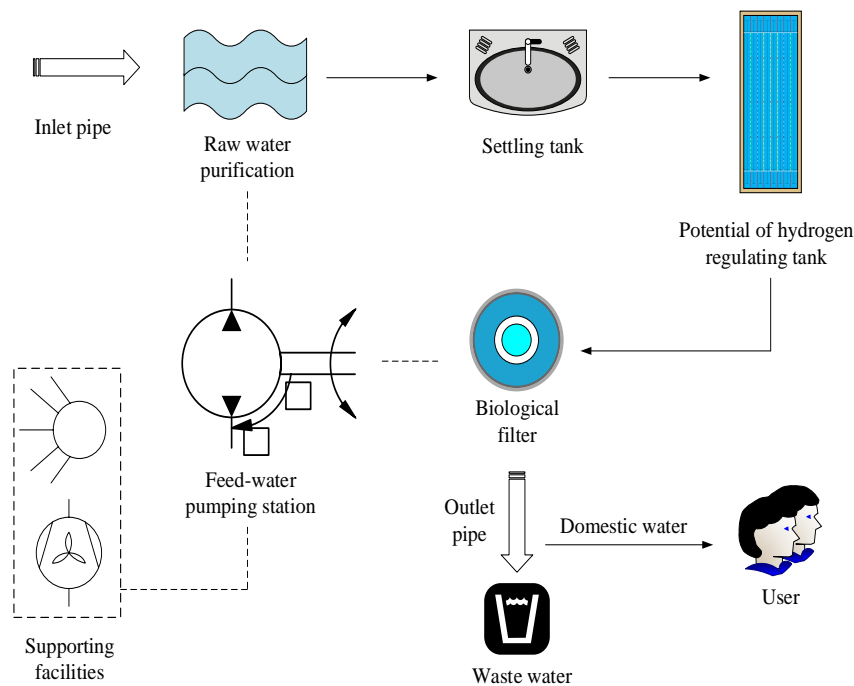 Inlet pipe
Raw water
purification
Settling tank
Potential of hydrogen
regulating tank
Biological
filter
Feed-water
pumping station
Outlet
pipe
Domestic water
User
Supporting
facilities
Waste water